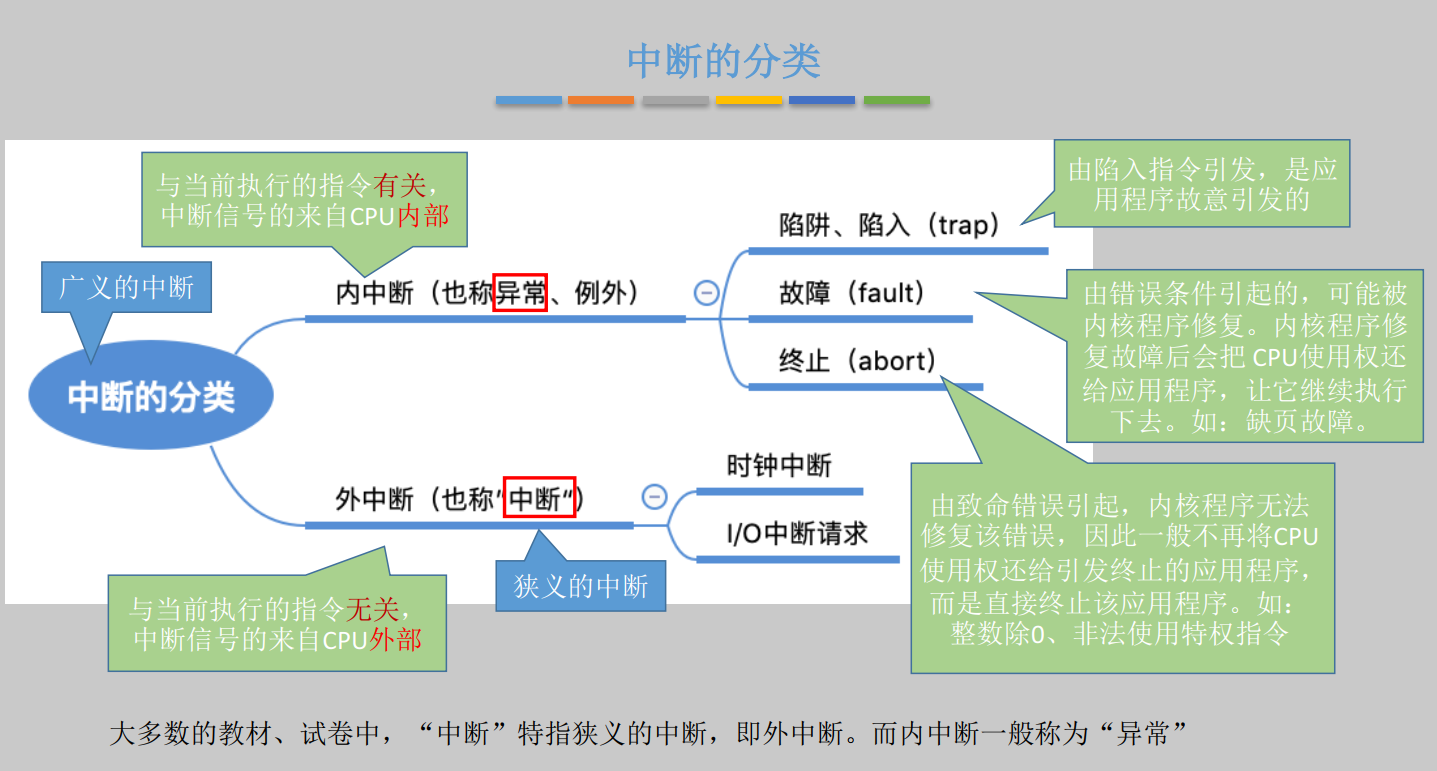 中断的分类
与当前执行的指令有关，
中断信号的来自CPU内部
广义的中断
中断的分类
内中断（也称异常、例外）
陷阱、陷入（trap）
由陷入指令引发，是应
用程序故意引发的
故障（fault）
由错误条件引起的，可能被
内核程序修复。内核程序修
复故障后会把 CPU使用权还
给应用程序，让它继续执行
下去。如：缺页故障。
终止（abort）
由致命错误引起，内核程序无法
修复该错误，因此一般不再将CPU
使用权还给引发终止的应用程序，
而是直接终止该应用程序。如：
整数除0、非法使用特权指令
外中断（也称“中断“）
时钟中断
I/O中断请求
狭义的中断
与当前执行的指令无关，
中断信号的来自CPU外部
大多数的教材、试卷中，“中断”特指狭义的中断，即外中断。而内中断一般称为“异常”